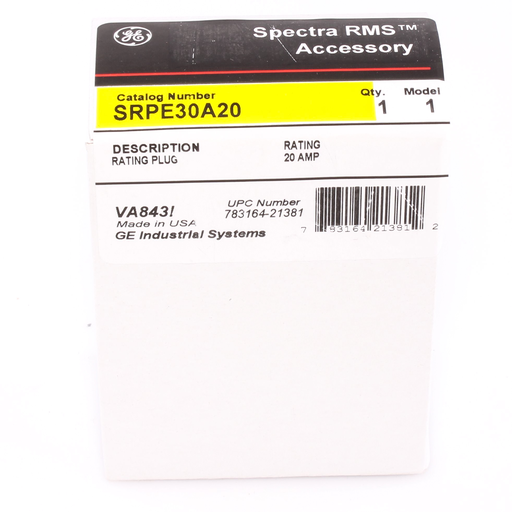 GE
Spectra RMS™
Accessory
Catalog Number Qty. Model
SRPE30A20 1 1
DESCRIPTION RATING
RATING PLUG 20 AMP
VA843! UPC Number
783164-21381
Made in USA
GE Industrial Systems
7 83164 21381 2